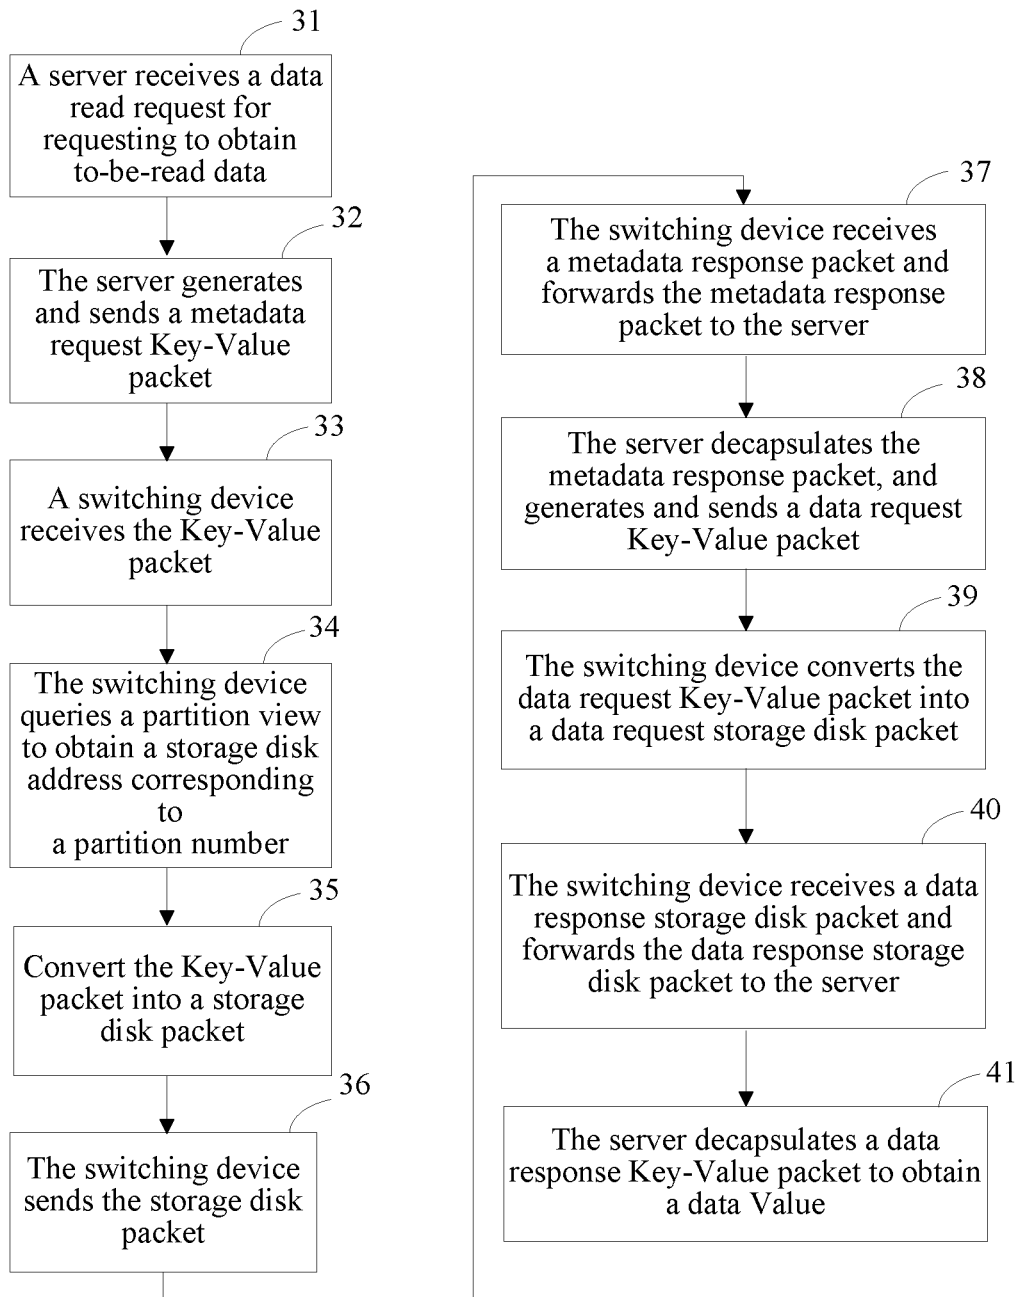 31
A server receives a data
read request for
requesting to obtain
to-be-read data
32
The server generates
and sends a metadata
request Key-Value
packet
33
A switching device
receives the Key-Value
packet
34
The switching device
queries a partition view
to obtain a storage disk
address corresponding
to
a partition number
35
Convert the Key-Value
packet into a storage
disk packet
36
The switching device
sends the storage disk
packet
37
The switching device receives
a metadata response packet and
forwards the metadata response
packet to the server
38
The server decapsulates the
metadata response packet, and
generates and sends a data request
Key-Value packet
39
The switching device converts the
data request Key-Value packet into
a data request storage disk packet
40
The switching device receives a data
response storage disk packet and
forwards the data response storage
disk packet to the server
41
The server decapsulates a data
response Key-Value packet to obtain
a data Value